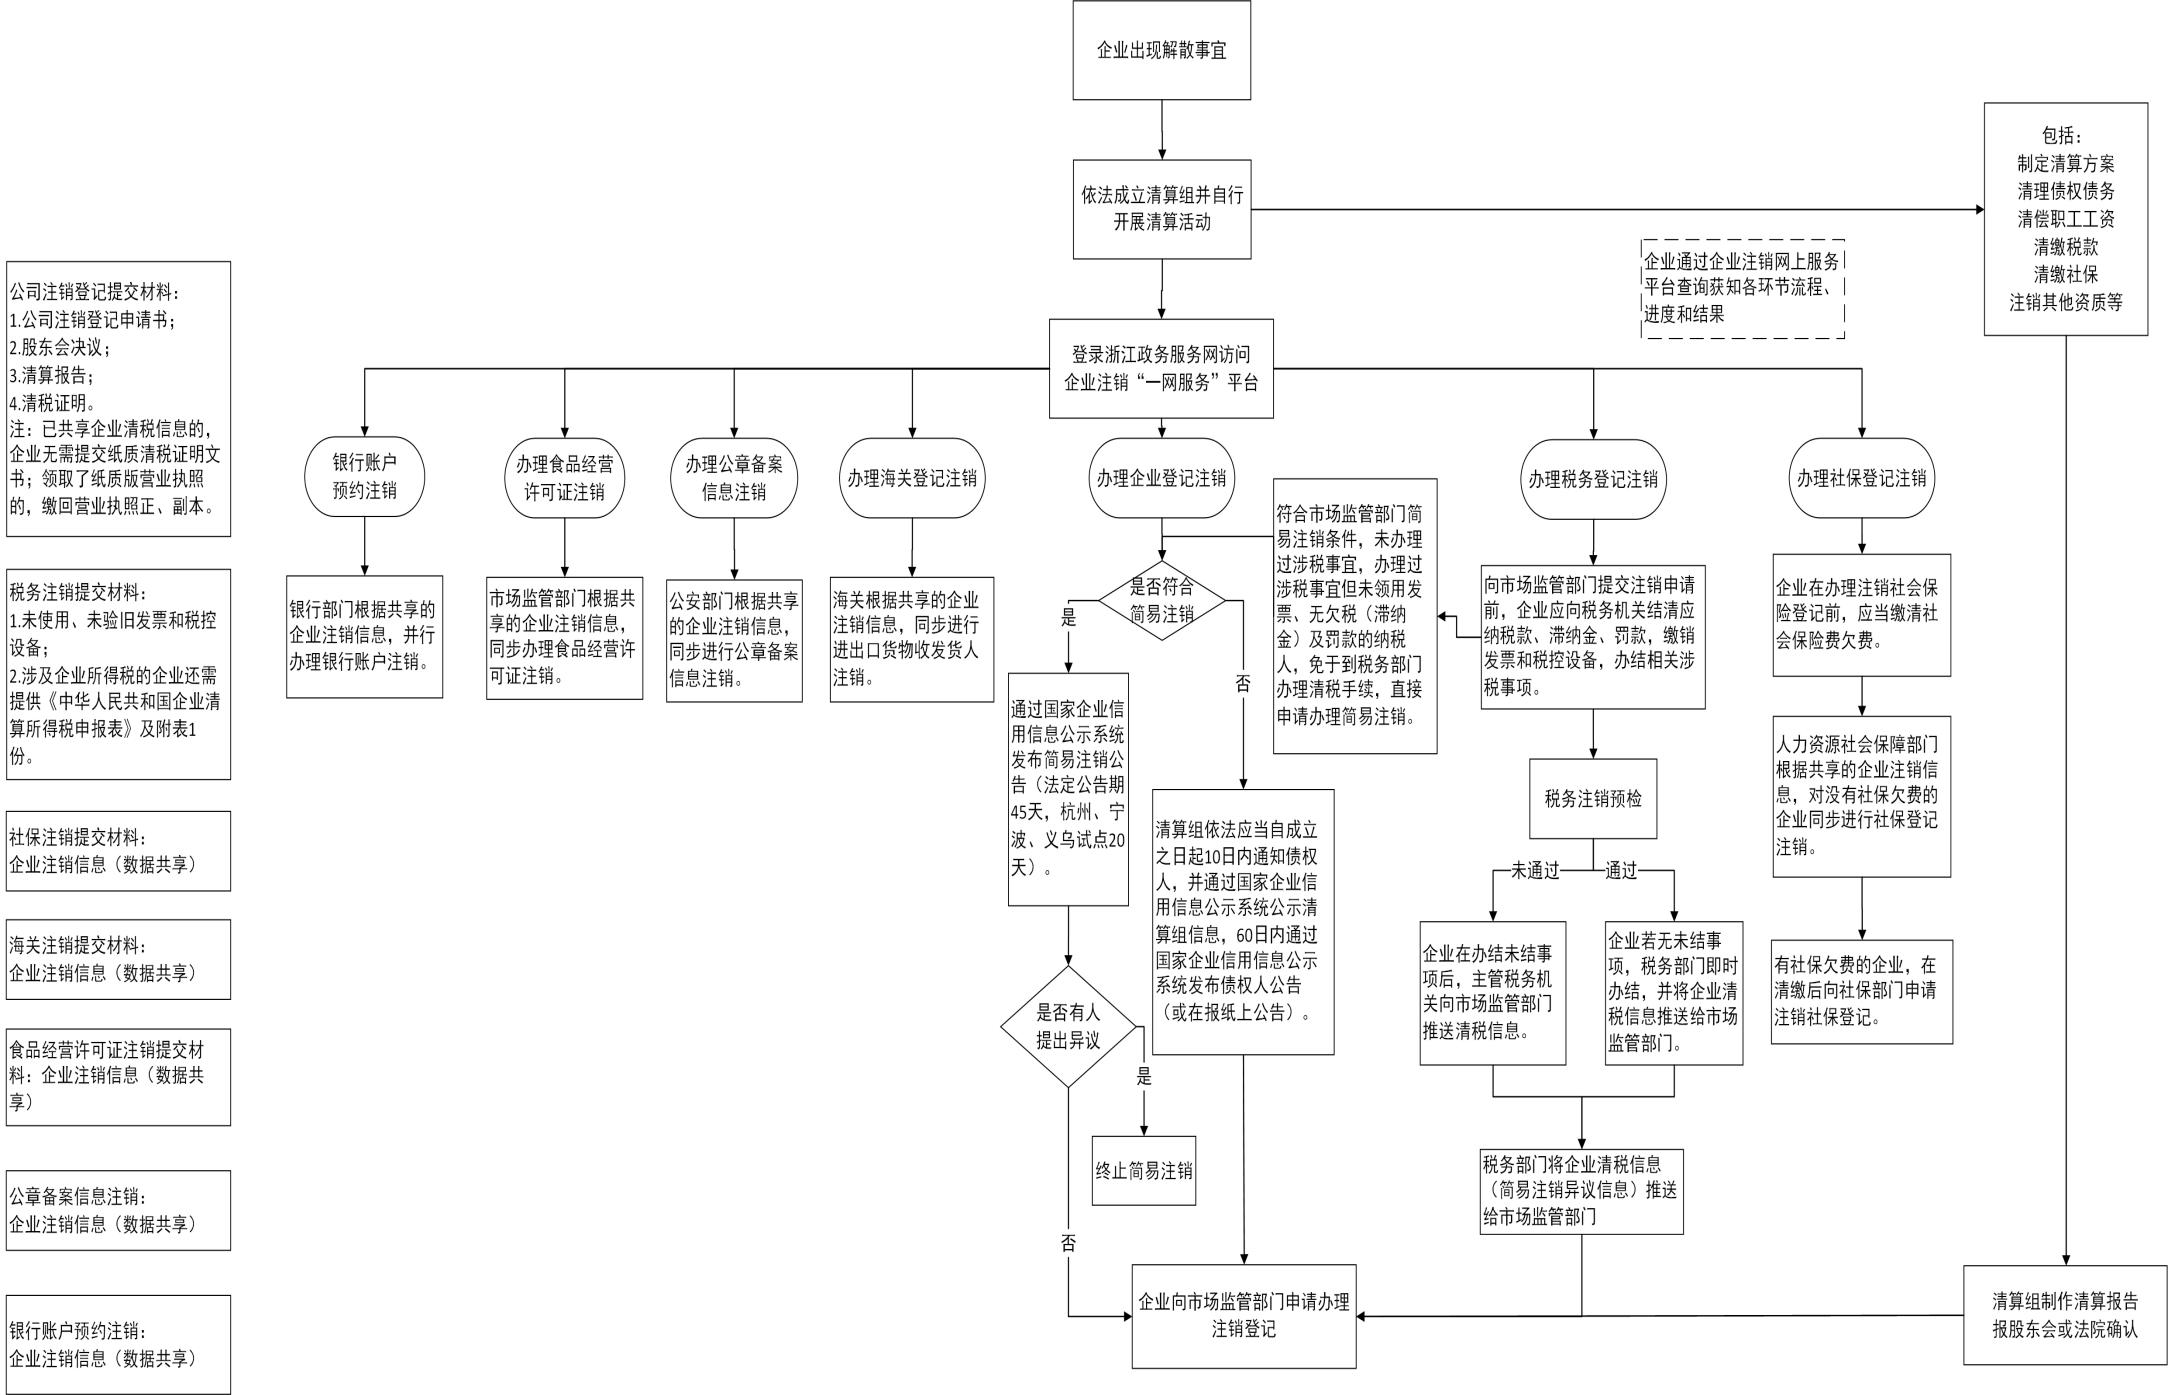 企业出现解散事宜
依法成立清算组并自行
开展清算活动
包括：
制定清算方案
清理债权债务
清偿职工工资
清缴税款
清缴社保
注销其他资质等
企业通过企业注销网上服务
平台查询获知各环节流程、
进度和结果
登录浙江政务服务网访问
企业注销“一网服务”平台
公司注销登记提交材料：
1.公司注销登记申请书；
2.股东会决议；
3.清算报告；
4.清税证明。
注：已共享企业清税信息的，
企业无需提交纸质清税证明文
书；领取了纸质版营业执照
的，缴回营业执照正、副本。
税务注销提交材料：
1.未使用、未验旧发票和税控
设备；
2.涉及企业所得税的企业还需
提供《中华人民共和国企业清
算所得税申报表》及附表1
份。
社保注销提交材料：
企业注销信息（数据共享）
海关注销提交材料：
企业注销信息（数据共享）
食品经营许可证注销提交材
料：企业注销信息（数据共
享）
公章备案信息注销：
企业注销信息（数据共享）
银行账户预约注销：
企业注销信息（数据共享）
银行账户
预约注销
银行部门根据共享的
企业注销信息，并行
办理银行账户注销。
办理食品经营
许可证注销
市场监管部门根据共
享的企业注销信息，
同步办理食品经营许
可证注销。
办理公章备案
信息注销
公安部门根据共享
的企业注销信息，
同步进行公章备案
信息注销。
办理海关登记注销
海关根据共享的企业
注销信息，同步进行
进出口货物收发货人
注销。
办理企业登记注销
是否符合
简易注销
是
否
通过国家企业信
用信息公示系统
发布简易注销公
告（法定公告期
45天，杭州、宁
波、义乌试点20
天）。
是否有人
提出异议
是
终止简易注销
否
清算组依法应当自成立
之日起10日内通知债权
人，并通过国家企业信
用信息公示系统公示清
算组信息，60日内通过
国家企业信用信息公示
系统发布债权人公告
（或在报纸上公告）。
企业向市场监管部门申请办理
注销登记
符合市场监管部门简
易注销条件，未办理
过涉税事宜，办理过
涉税事宜但未领用发
票、无欠税（滞纳
金）及罚款的纳税
人，免于到税务部门
办理清税手续，直接
申请办理简易注销。
办理税务登记注销
向市场监管部门提交注销申请
前，企业应向税务机关结清应
纳税款、滞纳金、罚款，缴销
发票和税控设备，办结相关涉
税事项。
税务注销预检
未通过
通过
企业在办结未结事
项后，主管税务机
关向市场监管部门
推送清税信息。
企业若无未结事
项，税务部门即时
办结，并将企业清
税信息推送给市场
监管部门。
税务部门将企业清税信息
（简易注销异议信息）推送
给市场监管部门
办理社保登记注销
企业在办理注销社会保
险登记前，应当缴清社
会保险费欠费。
人力资源社会保障部门
根据共享的企业注销信
息，对没有社保欠费的
企业同步进行社保登记
注销。
有社保欠费的企业，在
清缴后向社保部门申请
注销社保登记。
清算组制作清算报告
报股东会或法院确认